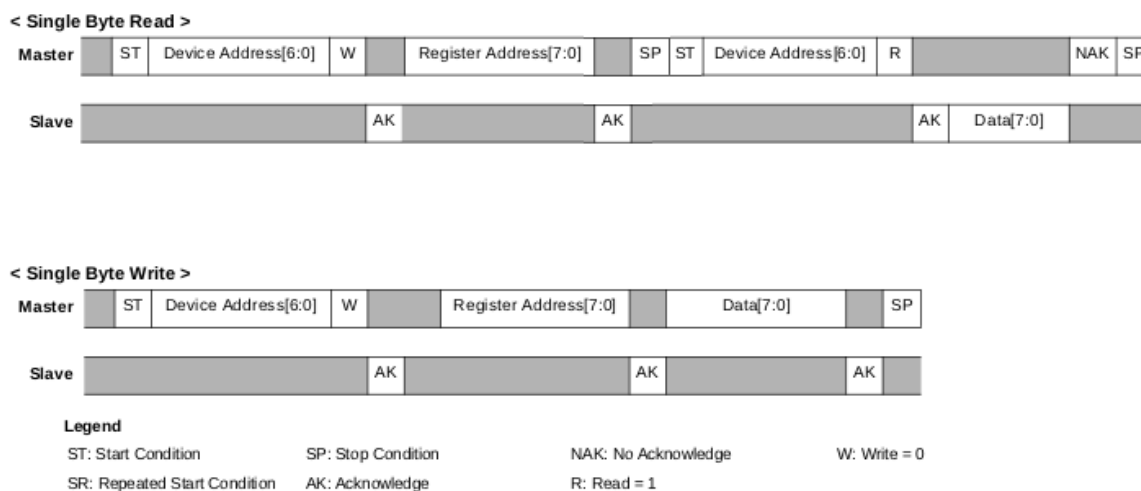 < Single Byte Read >
Master ST Device Address[6:0] W Register Address[7:0] SP ST Device Address[6:0] R NAK SP
Slave AK AK AK Data[7:0]
< Single Byte Write >
Master ST Device Address[6:0] W Register Address[7:0] Data[7:0] SP
Slave AK AK AK
Legend
ST: Start Condition SP: Stop Condition NAK: No Acknowledge W: Write = 0
SR: Repeated Start Condition AK: Acknowledge R: Read = 1